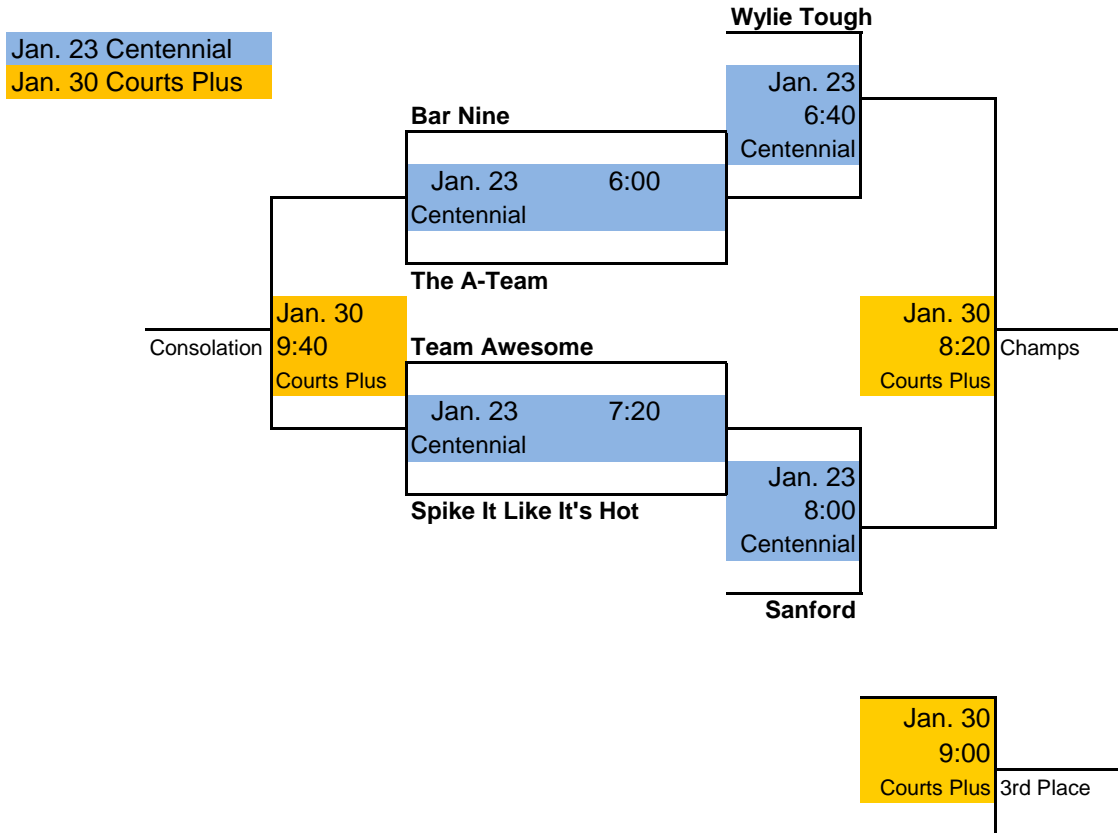 Wylie Tough
Jan. 23 Centennial
Jan. 30 Courts Plus
Jan. 23
6:40
Centennial
Bar Nine
Jan. 23 6:00
Centennial
The A-Team
Jan. 30
9:40
Courts Plus
Consolation
Team Awesome
Jan. 30
8:20
Courts Plus
Champs
Jan. 23 7:20
Centennial
Spike It Like It's Hot
Jan. 23
8:00
Centennial
Sanford
Jan. 30
9:00
Courts Plus
3rd Place